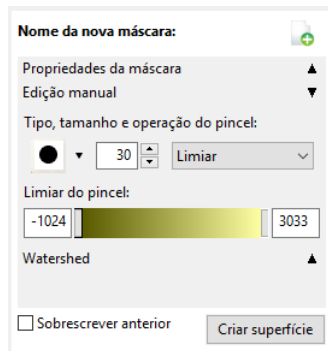 Nome da nova máscara:
Propriedades da máscara
Edição manual
Tipo, tamanho e operação do pincel:
30 Limiar
Limiar do pincel:
-1024 3033
Watershed
Sobrescrever anterior Criar superfície